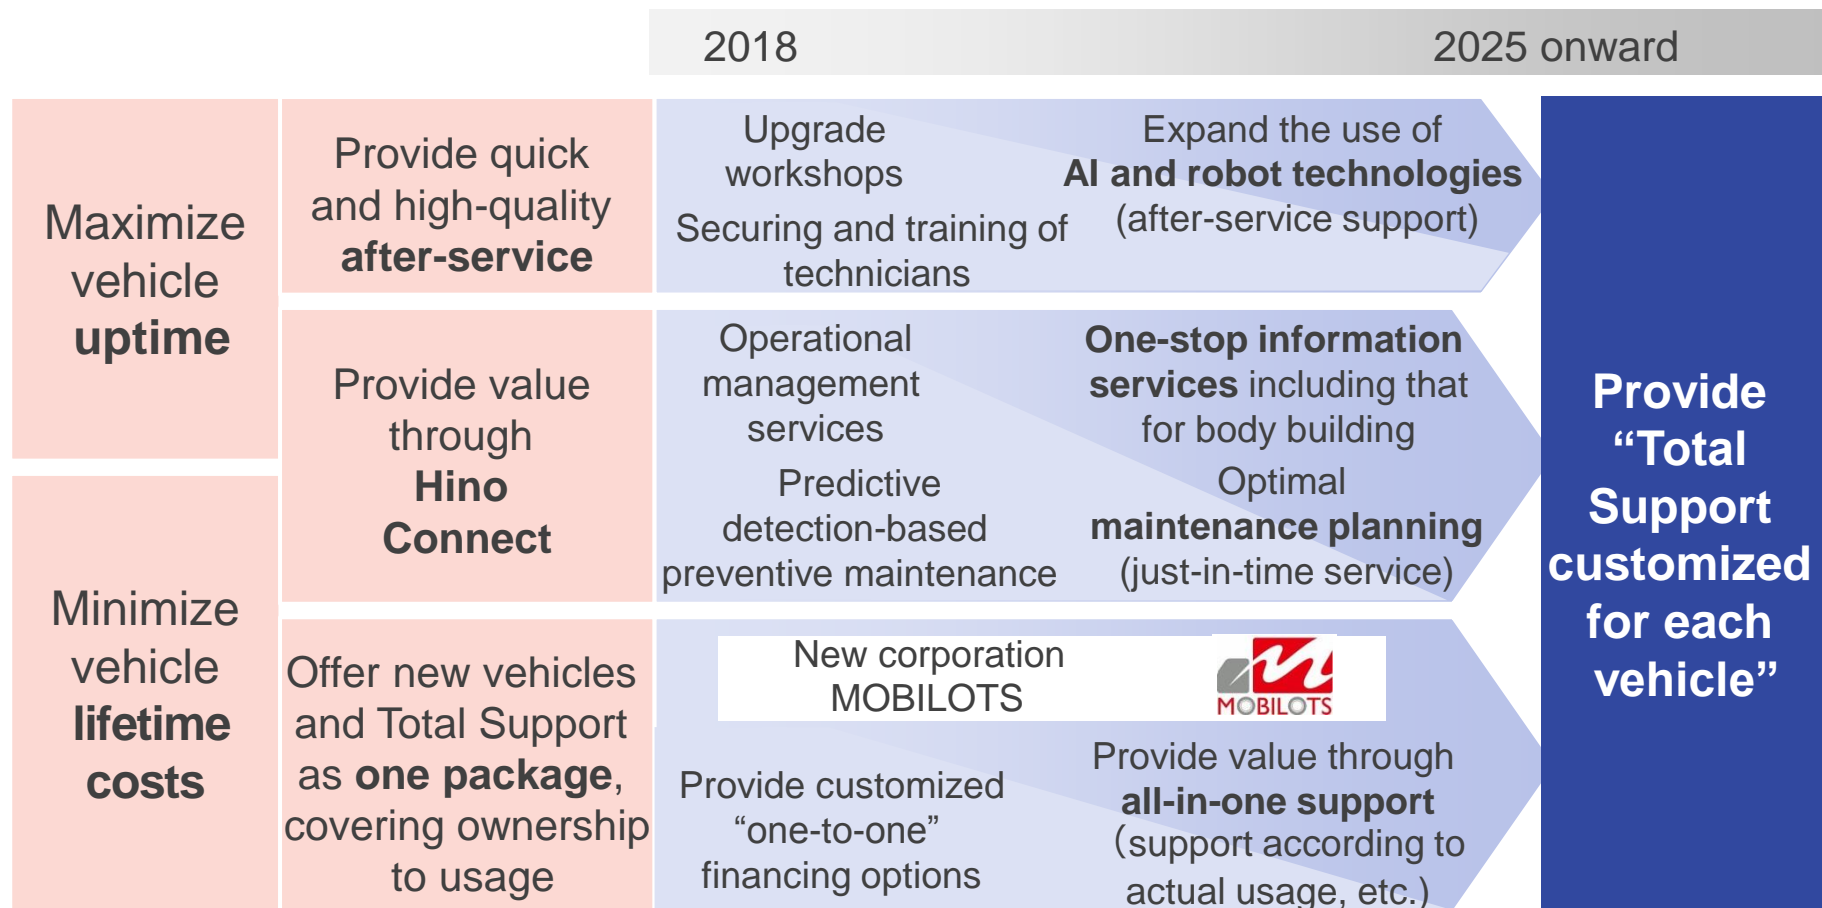 2018
2025 onward
Maximize
vehicle
uptime
Provide quick
and high-quality
after-service
Upgrade
workshops
Securing and training of
technicians
Expand the use of
AI and robot technologies
(after-service support)
Provide value
through
Hino
Connect
Operational
management
services
Predictive
detection-based
preventive maintenance
One-stop information
services including that
for body building
Optimal
maintenance planning
(just-in-time service)
Minimize
vehicle
lifetime
costs
Offer new vehicles
and Total Support
as one package,
covering ownership
to usage
New corporation
MOBILOTS
MOBILOTS
Provide customized
“one-to-one”
financing options
Provide value through
all-in-one support
（support according to
actual usage, etc.)
Provide
“Total
Support
customized
for each
vehicle”